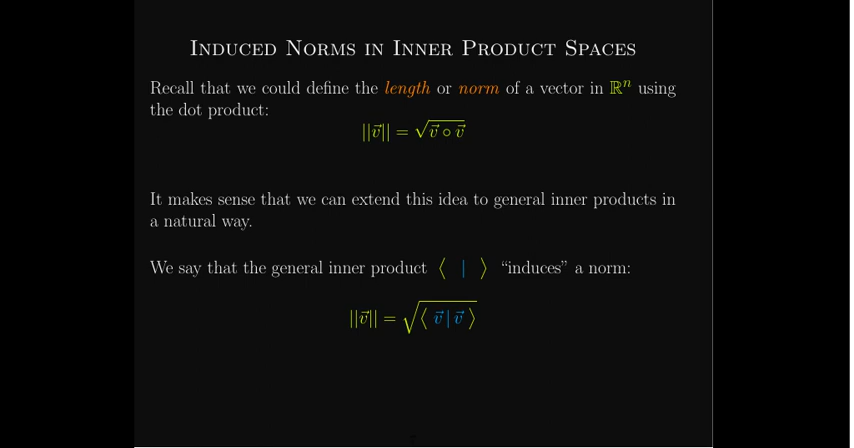 Induced Norms in Inner Product Spaces
Recall that we could define the length or norm of a vector in ℝⁿ using
the dot product:
||v⃗|| = √(v⃗ ∘ v⃗)
It makes sense that we can extend this idea to general inner products in
a natural way.
We say that the general inner product ⟨ | ⟩ “induces” a norm:
||v⃗|| = √⟨ v⃗ | v⃗ ⟩